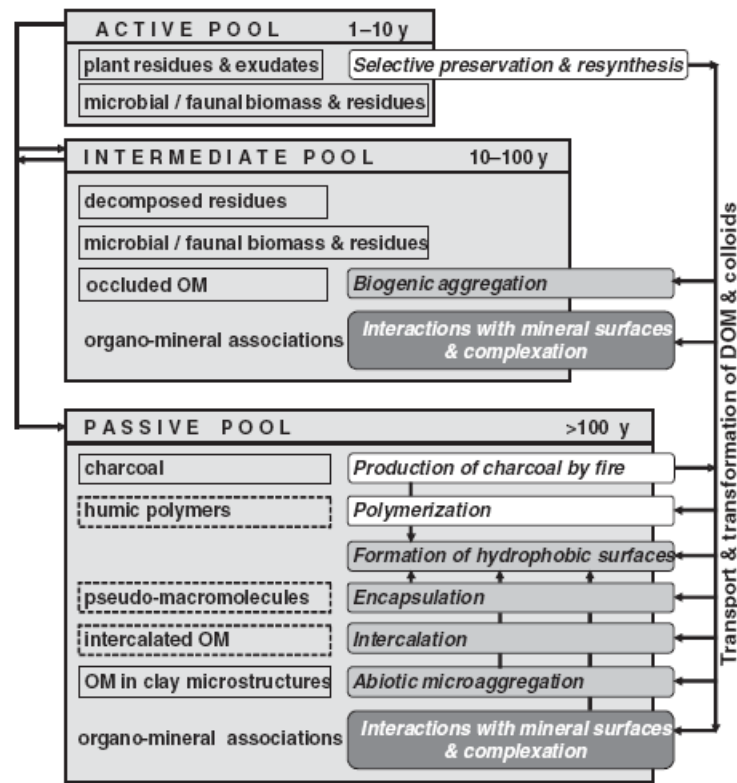 ACTIVE POOL 1–10 y
plant residues & exudates Selective preservation & resynthesis
microbial / faunal biomass & residues
INTERMEDIATE POOL 10–100 y
decomposed residues
microbial / faunal biomass & residues
occluded OM Biogenic aggregation
organo-mineral associations Interactions with mineral surfaces
& complexation
PASSIVE POOL >100 y
charcoal Production of charcoal by fire
humic polymers Polymerization
Formation of hydrophobic surfaces
pseudo-macromolecules Encapsulation
intercalated OM Intercalation
OM in clay microstructures Abiotic microaggregation
organo-mineral associations Interactions with mineral surfaces
& complexation
Transport & transformation of DOM & colloids